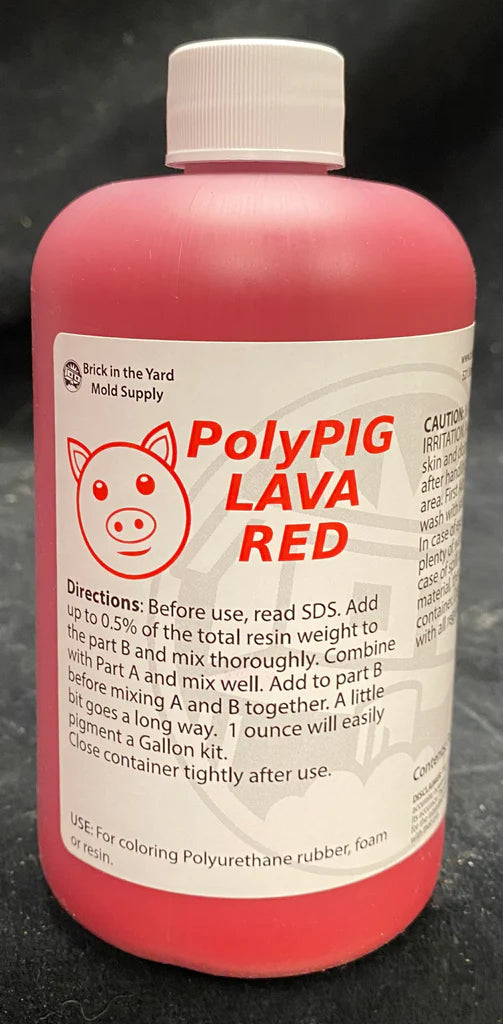 Brick in the Yard
Mold Supply
PolyPIG
LAVA
RED
Directions: Before use, read SDS. Add
up to 0.5% of the total resin weight to
the part B and mix thoroughly. Combine
with Part A and mix well. Add to part B
before mixing A and B together. A little
bit goes a long way. 1 ounce will easily
pigment a Gallon kit.
Close container tightly after use.
USE: For coloring Polyurethane rubber, foam
or resin.
CAUTION:
IRRITATION
skin and
after
area. First
wash with
In case of
plenty of
case of
material
with all
DISCLAIMER